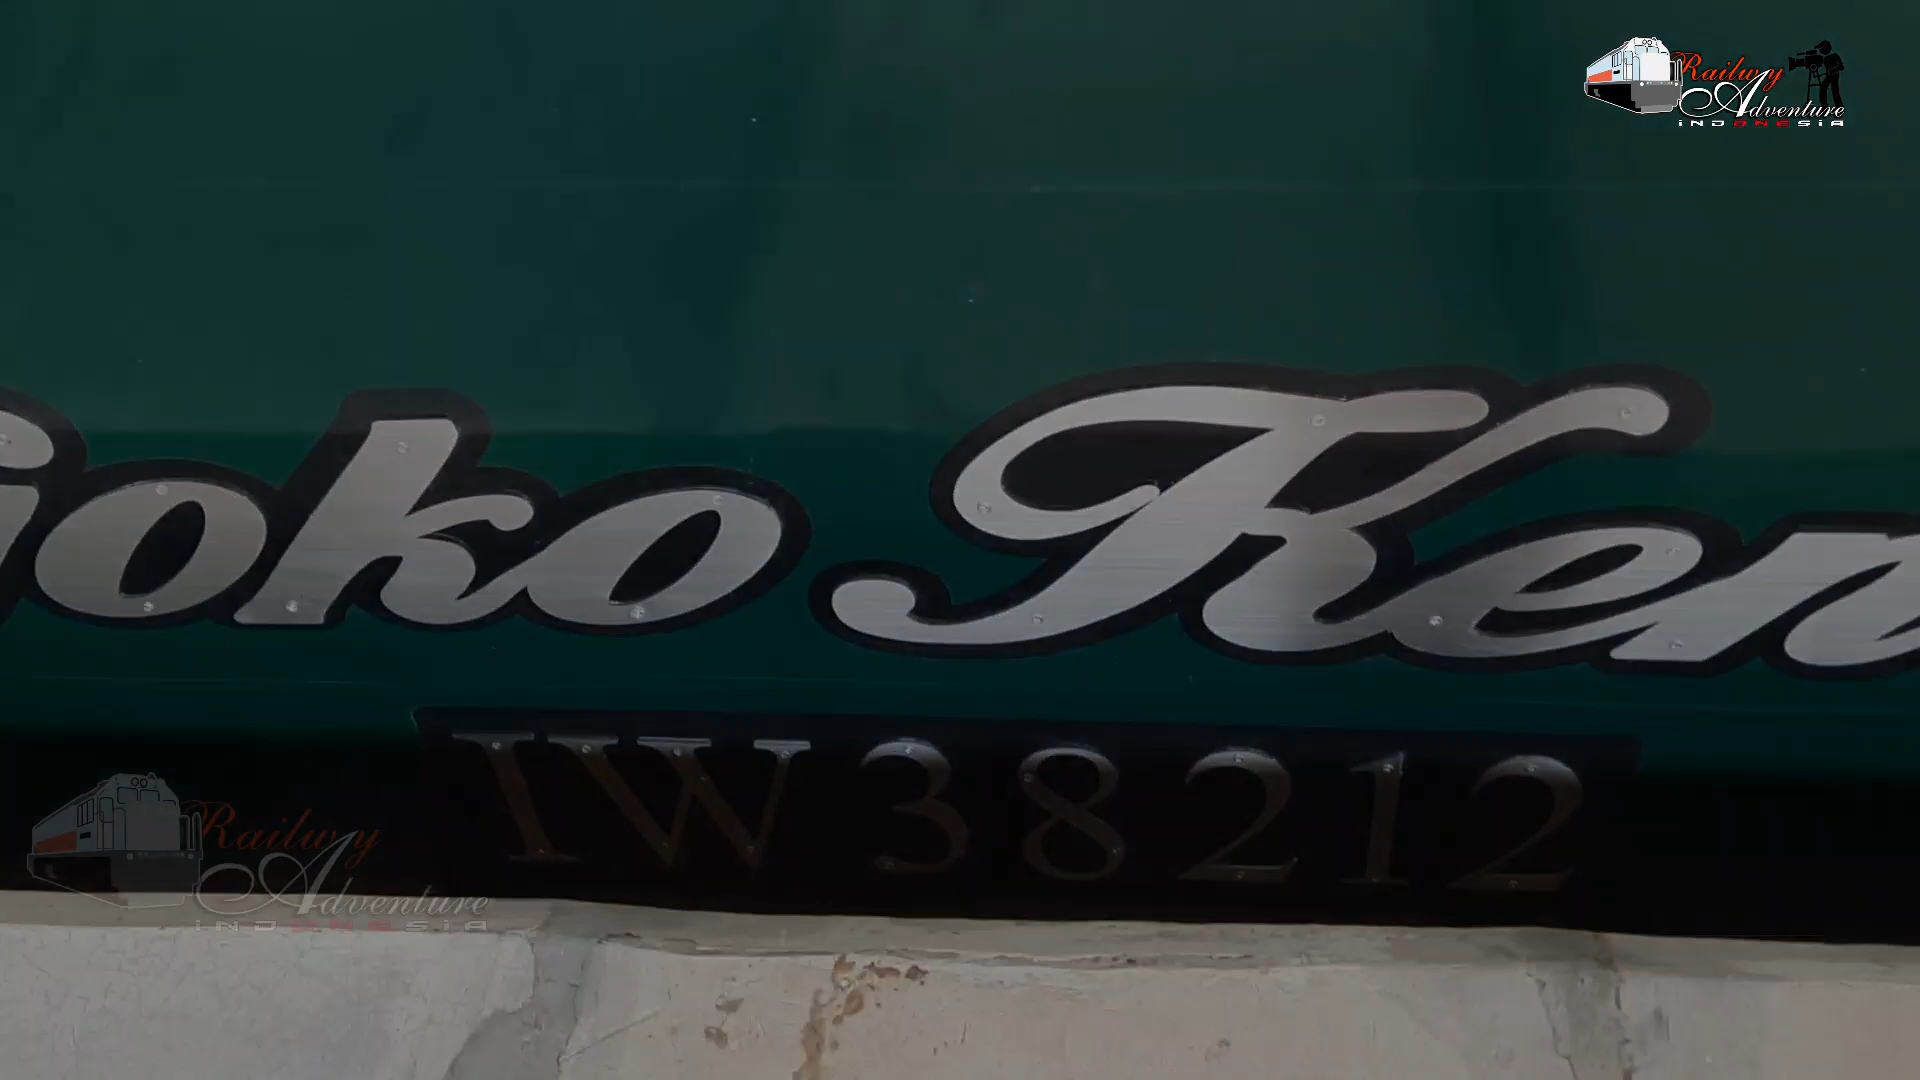 Railway
Adventure
INDONESIA
oko Ken
IW 38212
Railway
Adventure
INDONESIA